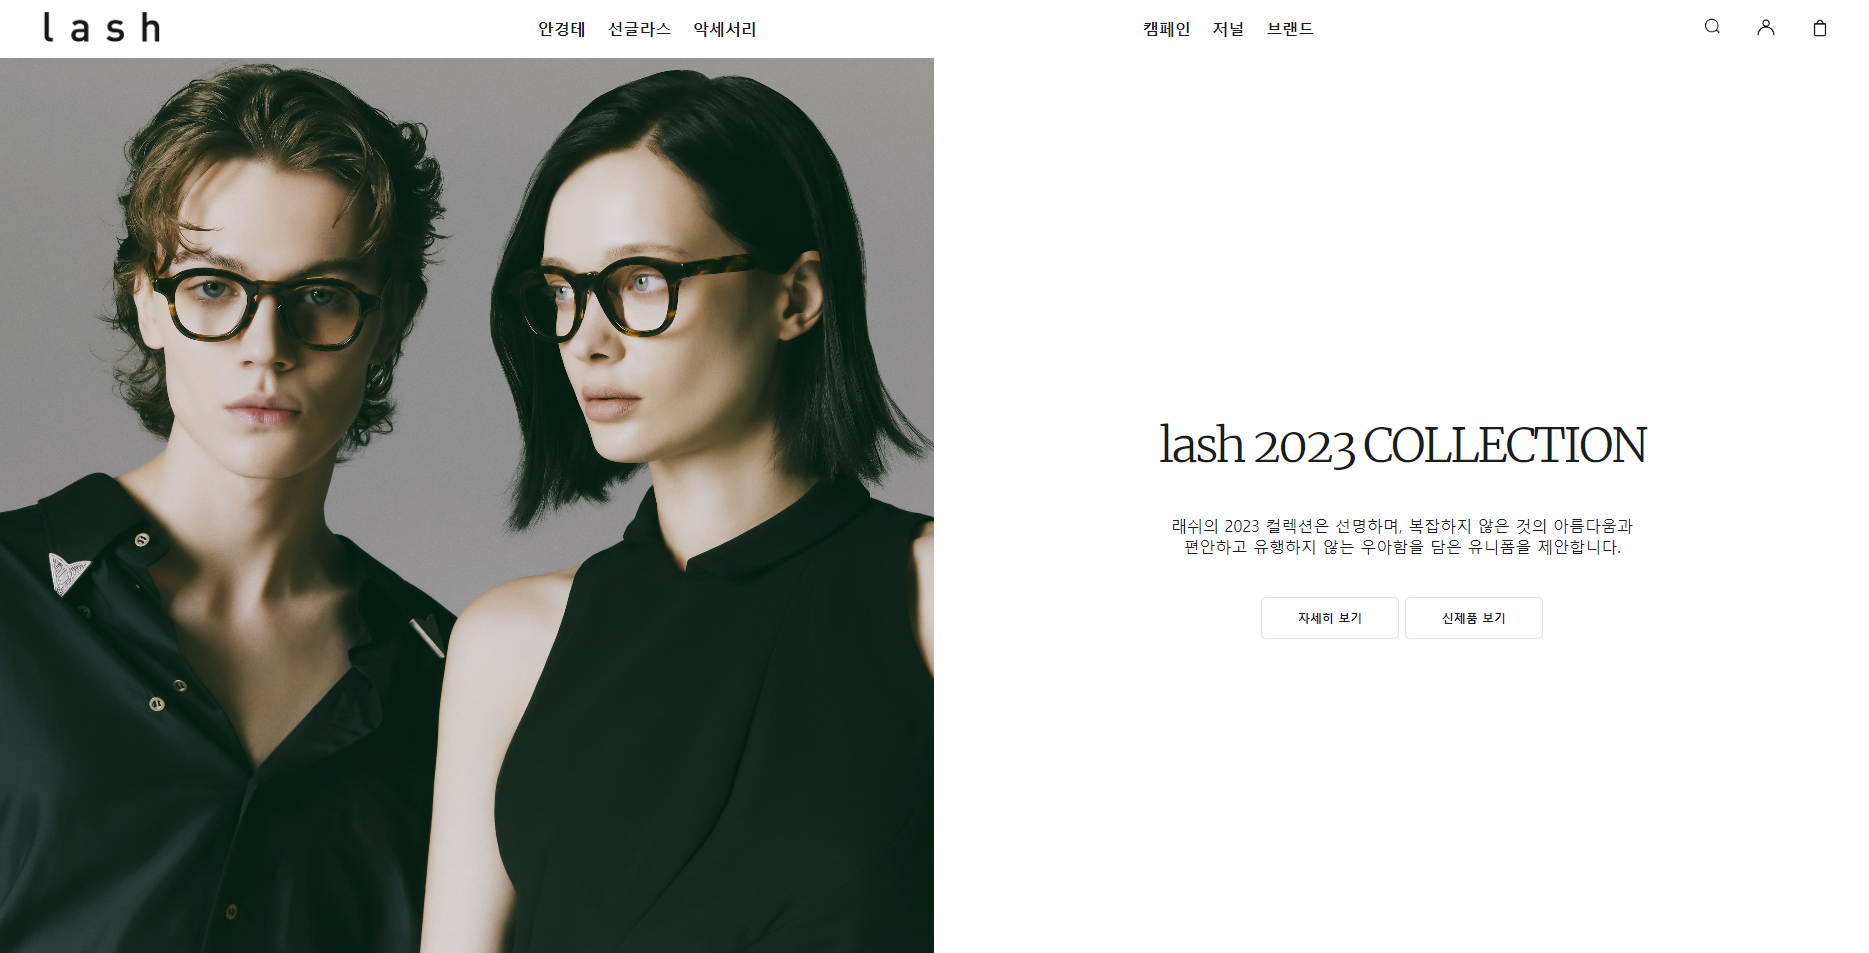 lash
안경테 선글라스 악세서리
캠페인 저널 브랜드
lash 2023 COLLECTION
래쉬의 2023 컬렉션은 선명하며, 복잡하지 않은 것의 아름다움과
편안하고 유행하지 않는 우아함을 담은 유니폼을 제안합니다.
자세히 보기
신제품 보기